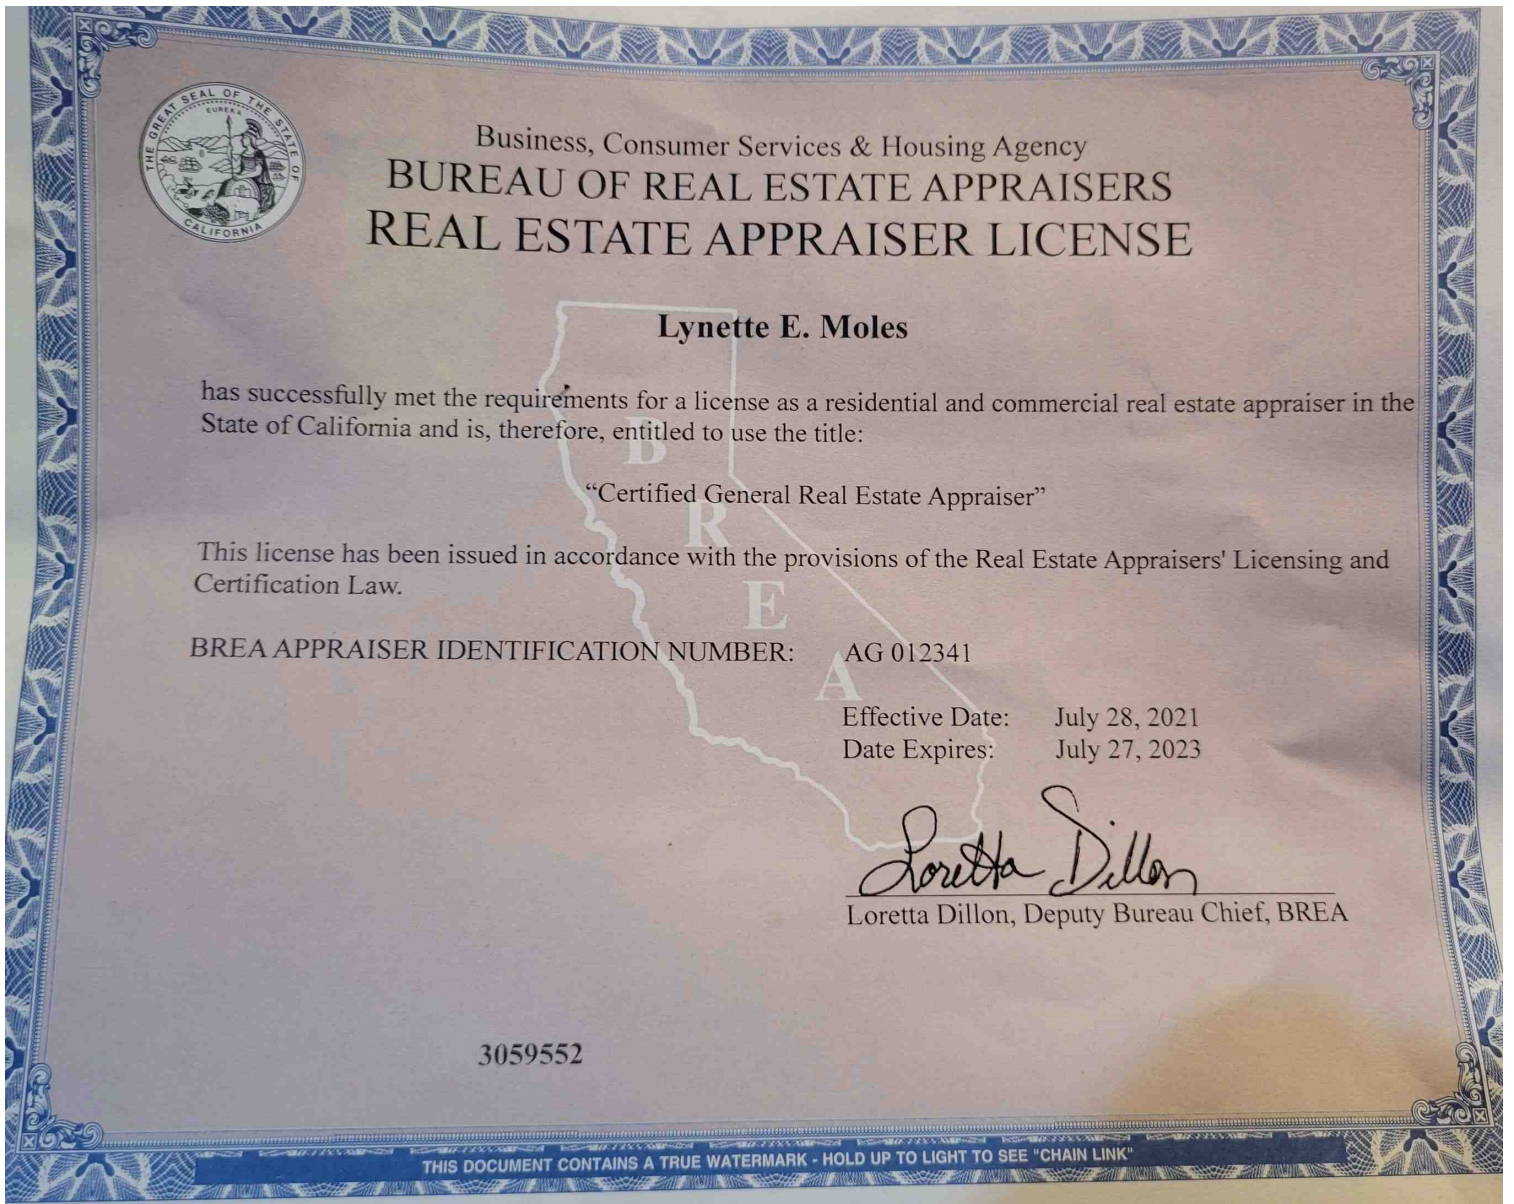 THE GREAT SEAL OF THE STATE OF CALIFORNIA
EUREKA
Business, Consumer Services & Housing Agency
BUREAU OF REAL ESTATE APPRAISERS
REAL ESTATE APPRAISER LICENSE
Lynette E. Moles
has successfully met the requirements for a license as a residential and commercial real estate appraiser in the
State of California and is, therefore, entitled to use the title:
“Certified General Real Estate Appraiser”
This license has been issued in accordance with the provisions of the Real Estate Appraisers' Licensing and
Certification Law.
B
R
E
A
BREA APPRAISER IDENTIFICATION NUMBER: AG 012341
Effective Date: July 28, 2021
Date Expires: July 27, 2023
Loretta Dillon
Loretta Dillon, Deputy Bureau Chief, BREA
3059552
THIS DOCUMENT CONTAINS A TRUE WATERMARK - HOLD UP TO LIGHT TO SEE "CHAIN LINK"